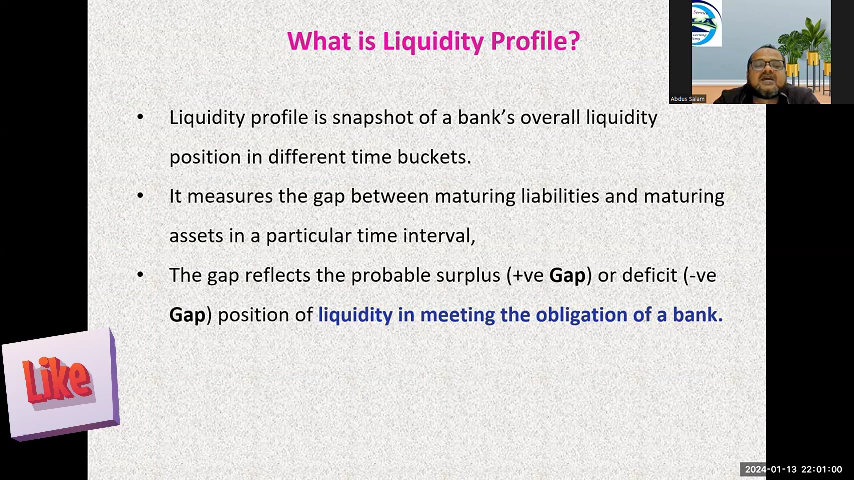 What is Liquidity Profile?
• Liquidity profile is snapshot of a bank's overall liquidity
position in different time buckets.
• It measures the gap between maturing liabilities and maturing
assets in a particular time interval,
• The gap reflects the probable surplus (+ve Gap) or deficit (-ve
Gap) position of liquidity in meeting the obligation of a bank.
Like
Abdus Salam
2024-01-13 22:01:00